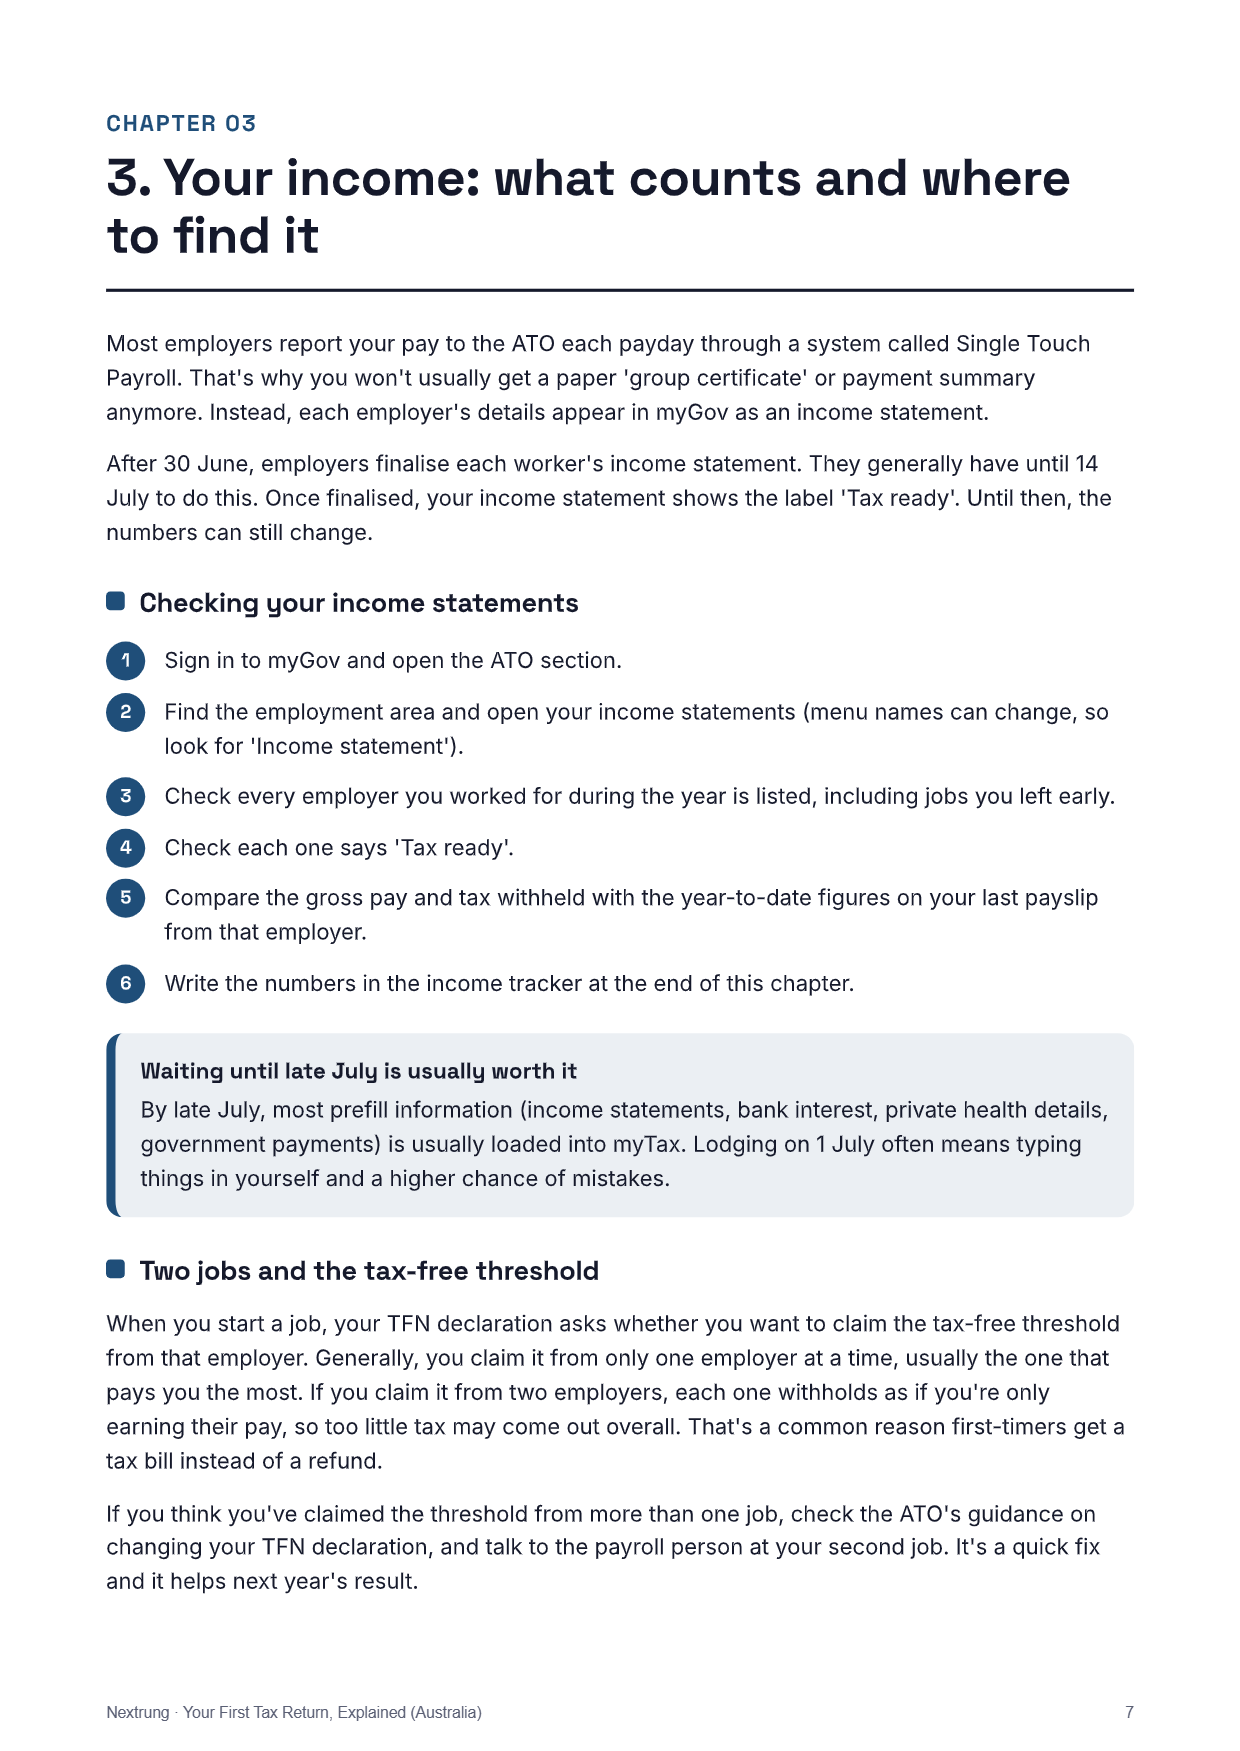 CHAPTER 03
3. Your income: what counts and where
to find it
Most employers report your pay to the ATO each payday through a system called Single Touch
Payroll. That's why you won't usually get a paper 'group certificate' or payment summary
anymore. Instead, each employer's details appear in myGov as an income statement.
After 30 June, employers finalise each worker's income statement. They generally have until 14
July to do this. Once finalised, your income statement shows the label 'Tax ready'. Until then, the
numbers can still change.
Checking your income statements
1 Sign in to myGov and open the ATO section.
2 Find the employment area and open your income statements (menu names can change, so
look for 'Income statement').
3 Check every employer you worked for during the year is listed, including jobs you left early.
4 Check each one says 'Tax ready'.
5 Compare the gross pay and tax withheld with the year-to-date figures on your last payslip
from that employer.
6 Write the numbers in the income tracker at the end of this chapter.
Waiting until late July is usually worth it
By late July, most prefill information (income statements, bank interest, private health details,
government payments) is usually loaded into myTax. Lodging on 1 July often means typing
things in yourself and a higher chance of mistakes.
Two jobs and the tax-free threshold
When you start a job, your TFN declaration asks whether you want to claim the tax-free threshold
from that employer. Generally, you claim it from only one employer at a time, usually the one that
pays you the most. If you claim it from two employers, each one withholds as if you're only
earning their pay, so too little tax may come out overall. That's a common reason first-timers get a
tax bill instead of a refund.
If you think you've claimed the threshold from more than one job, check the ATO's guidance on
changing your TFN declaration, and talk to the payroll person at your second job. It's a quick fix
and it helps next year's result.
Nextrung · Your First Tax Return, Explained (Australia) 7